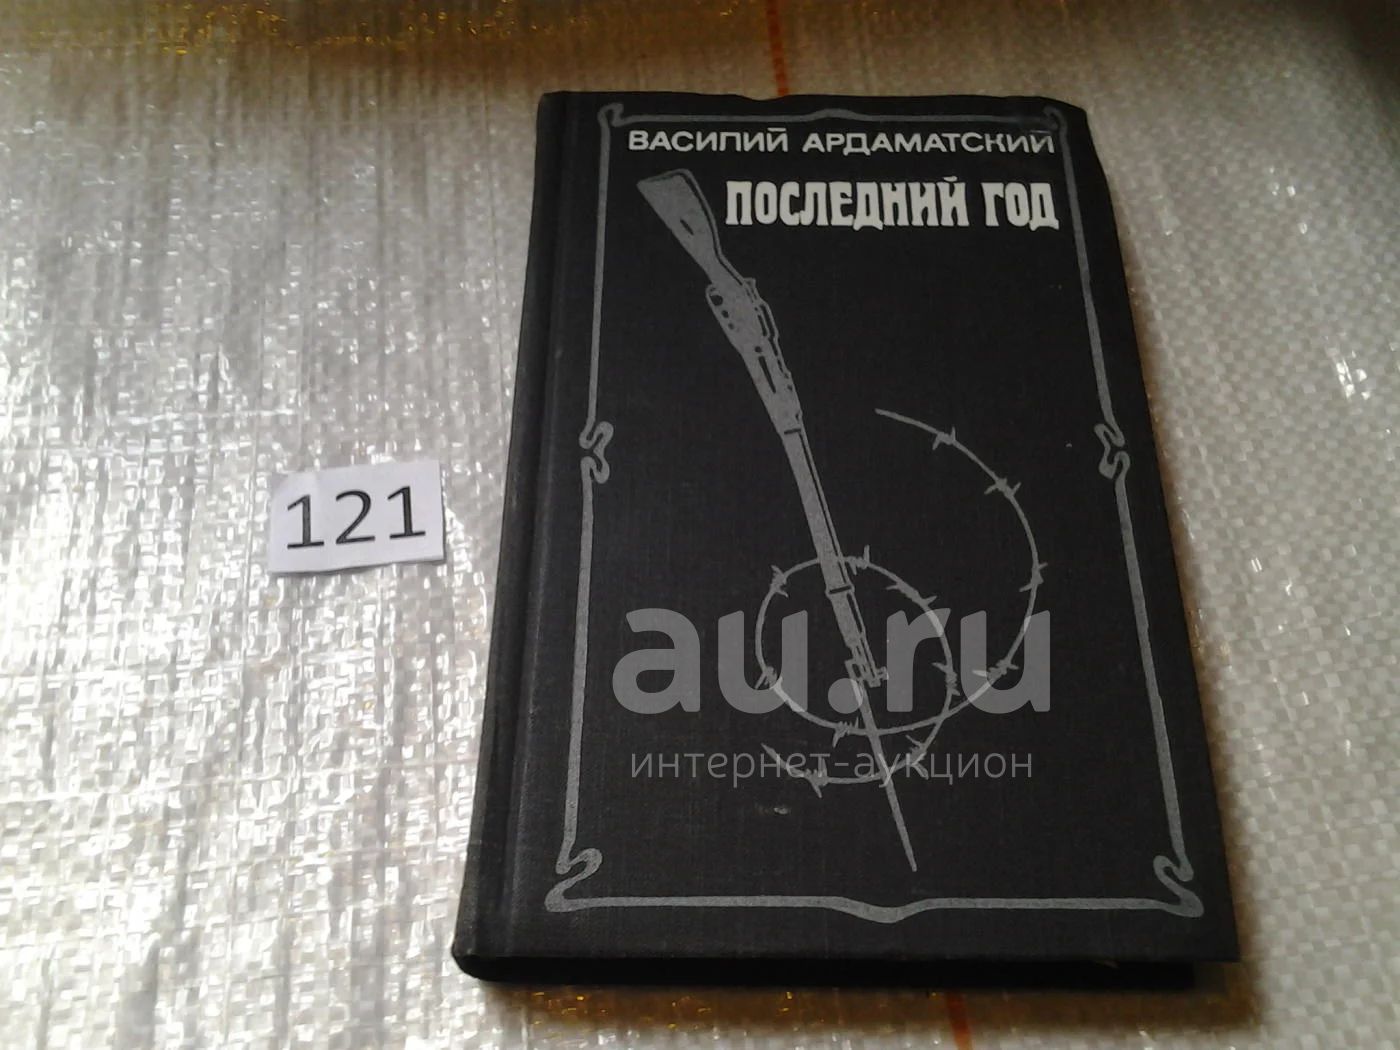 ВАСИЛИЙ АРДАМАТСКИЙ
ПОСЛЕДНИЙ ГОД
121
au.ru
интернет-аукцион